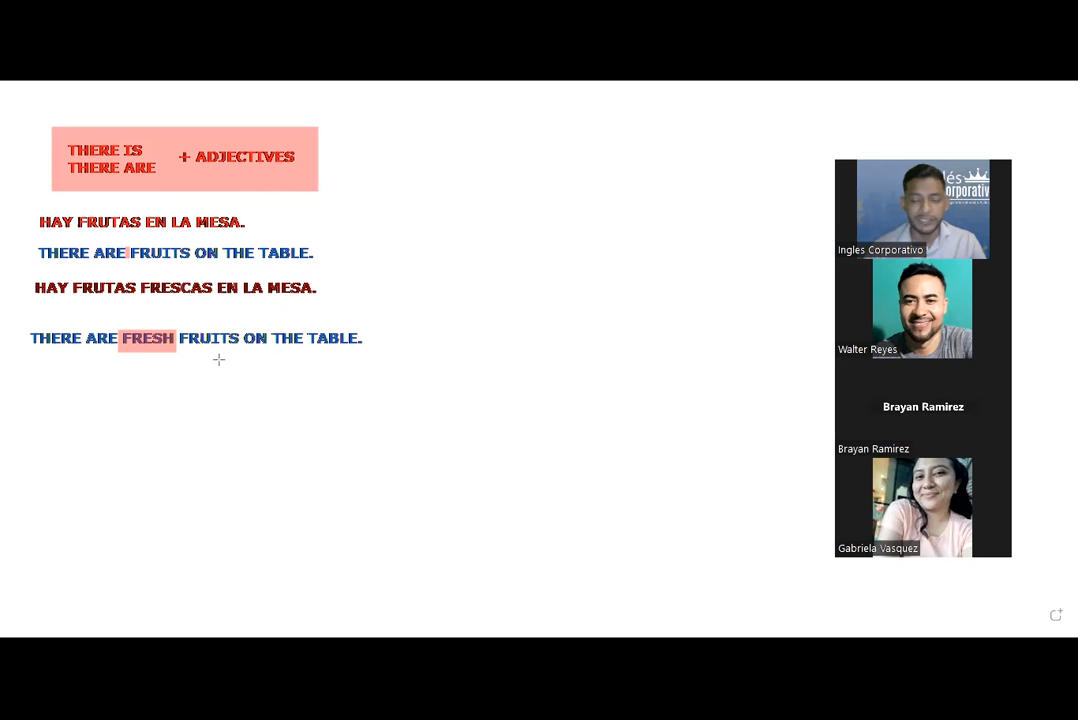 THERE IS
THERE ARE
+ ADJECTIVES
HAY FRUTAS EN LA MESA.
THERE ARE FRUITS ON THE TABLE.
HAY FRUTAS FRESCAS EN LA MESA.
THERE ARE FRESH FRUITS ON THE TABLE.
lés
orporativ
Ingles Corporativo
Walter Reyes
Brayan Ramirez
Brayan Ramirez
Gabriela Vasquez